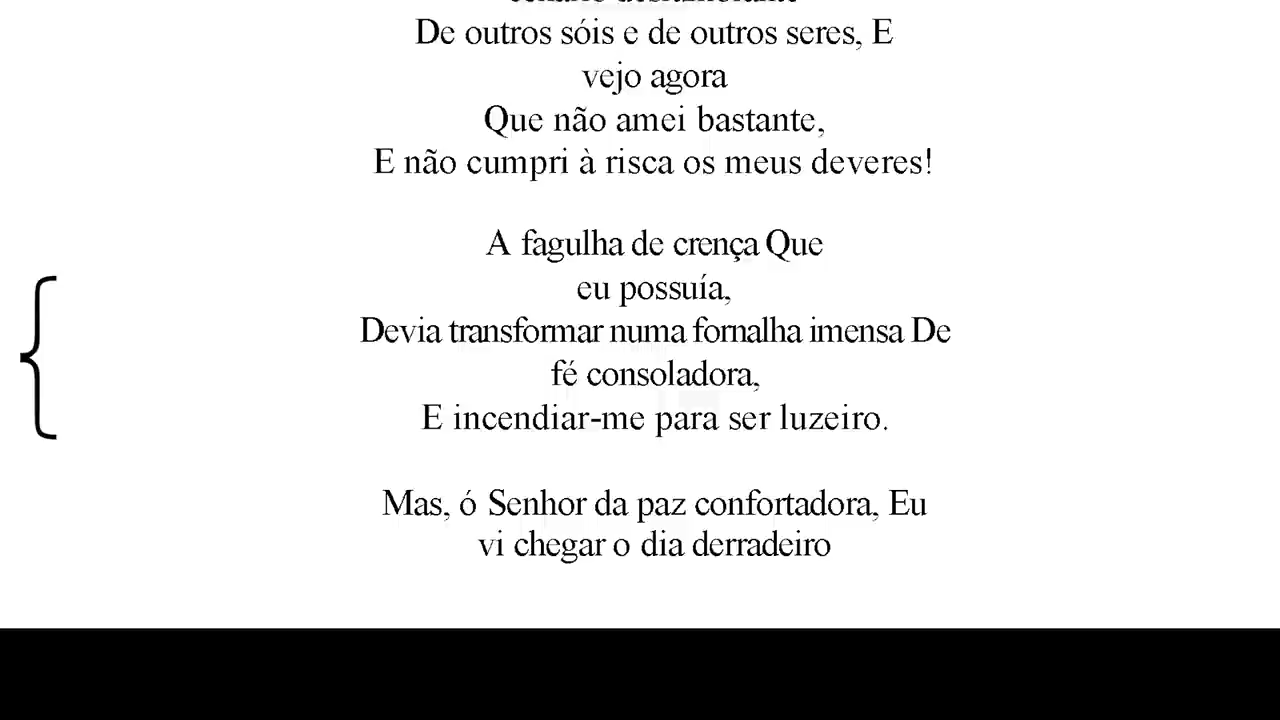 De outros sóis e de outros seres, E
vejo agora
Que não amei bastante,
E não cumpri à risca os meus deveres!
A fagulha de crença Que
eu possuía,
Devia transformar numa fornalha imensa De
fé consoladora,
E incendiar-me para ser luzeiro.
Mas, ó Senhor da paz confortadora, Eu
vi chegar o dia derradeiro